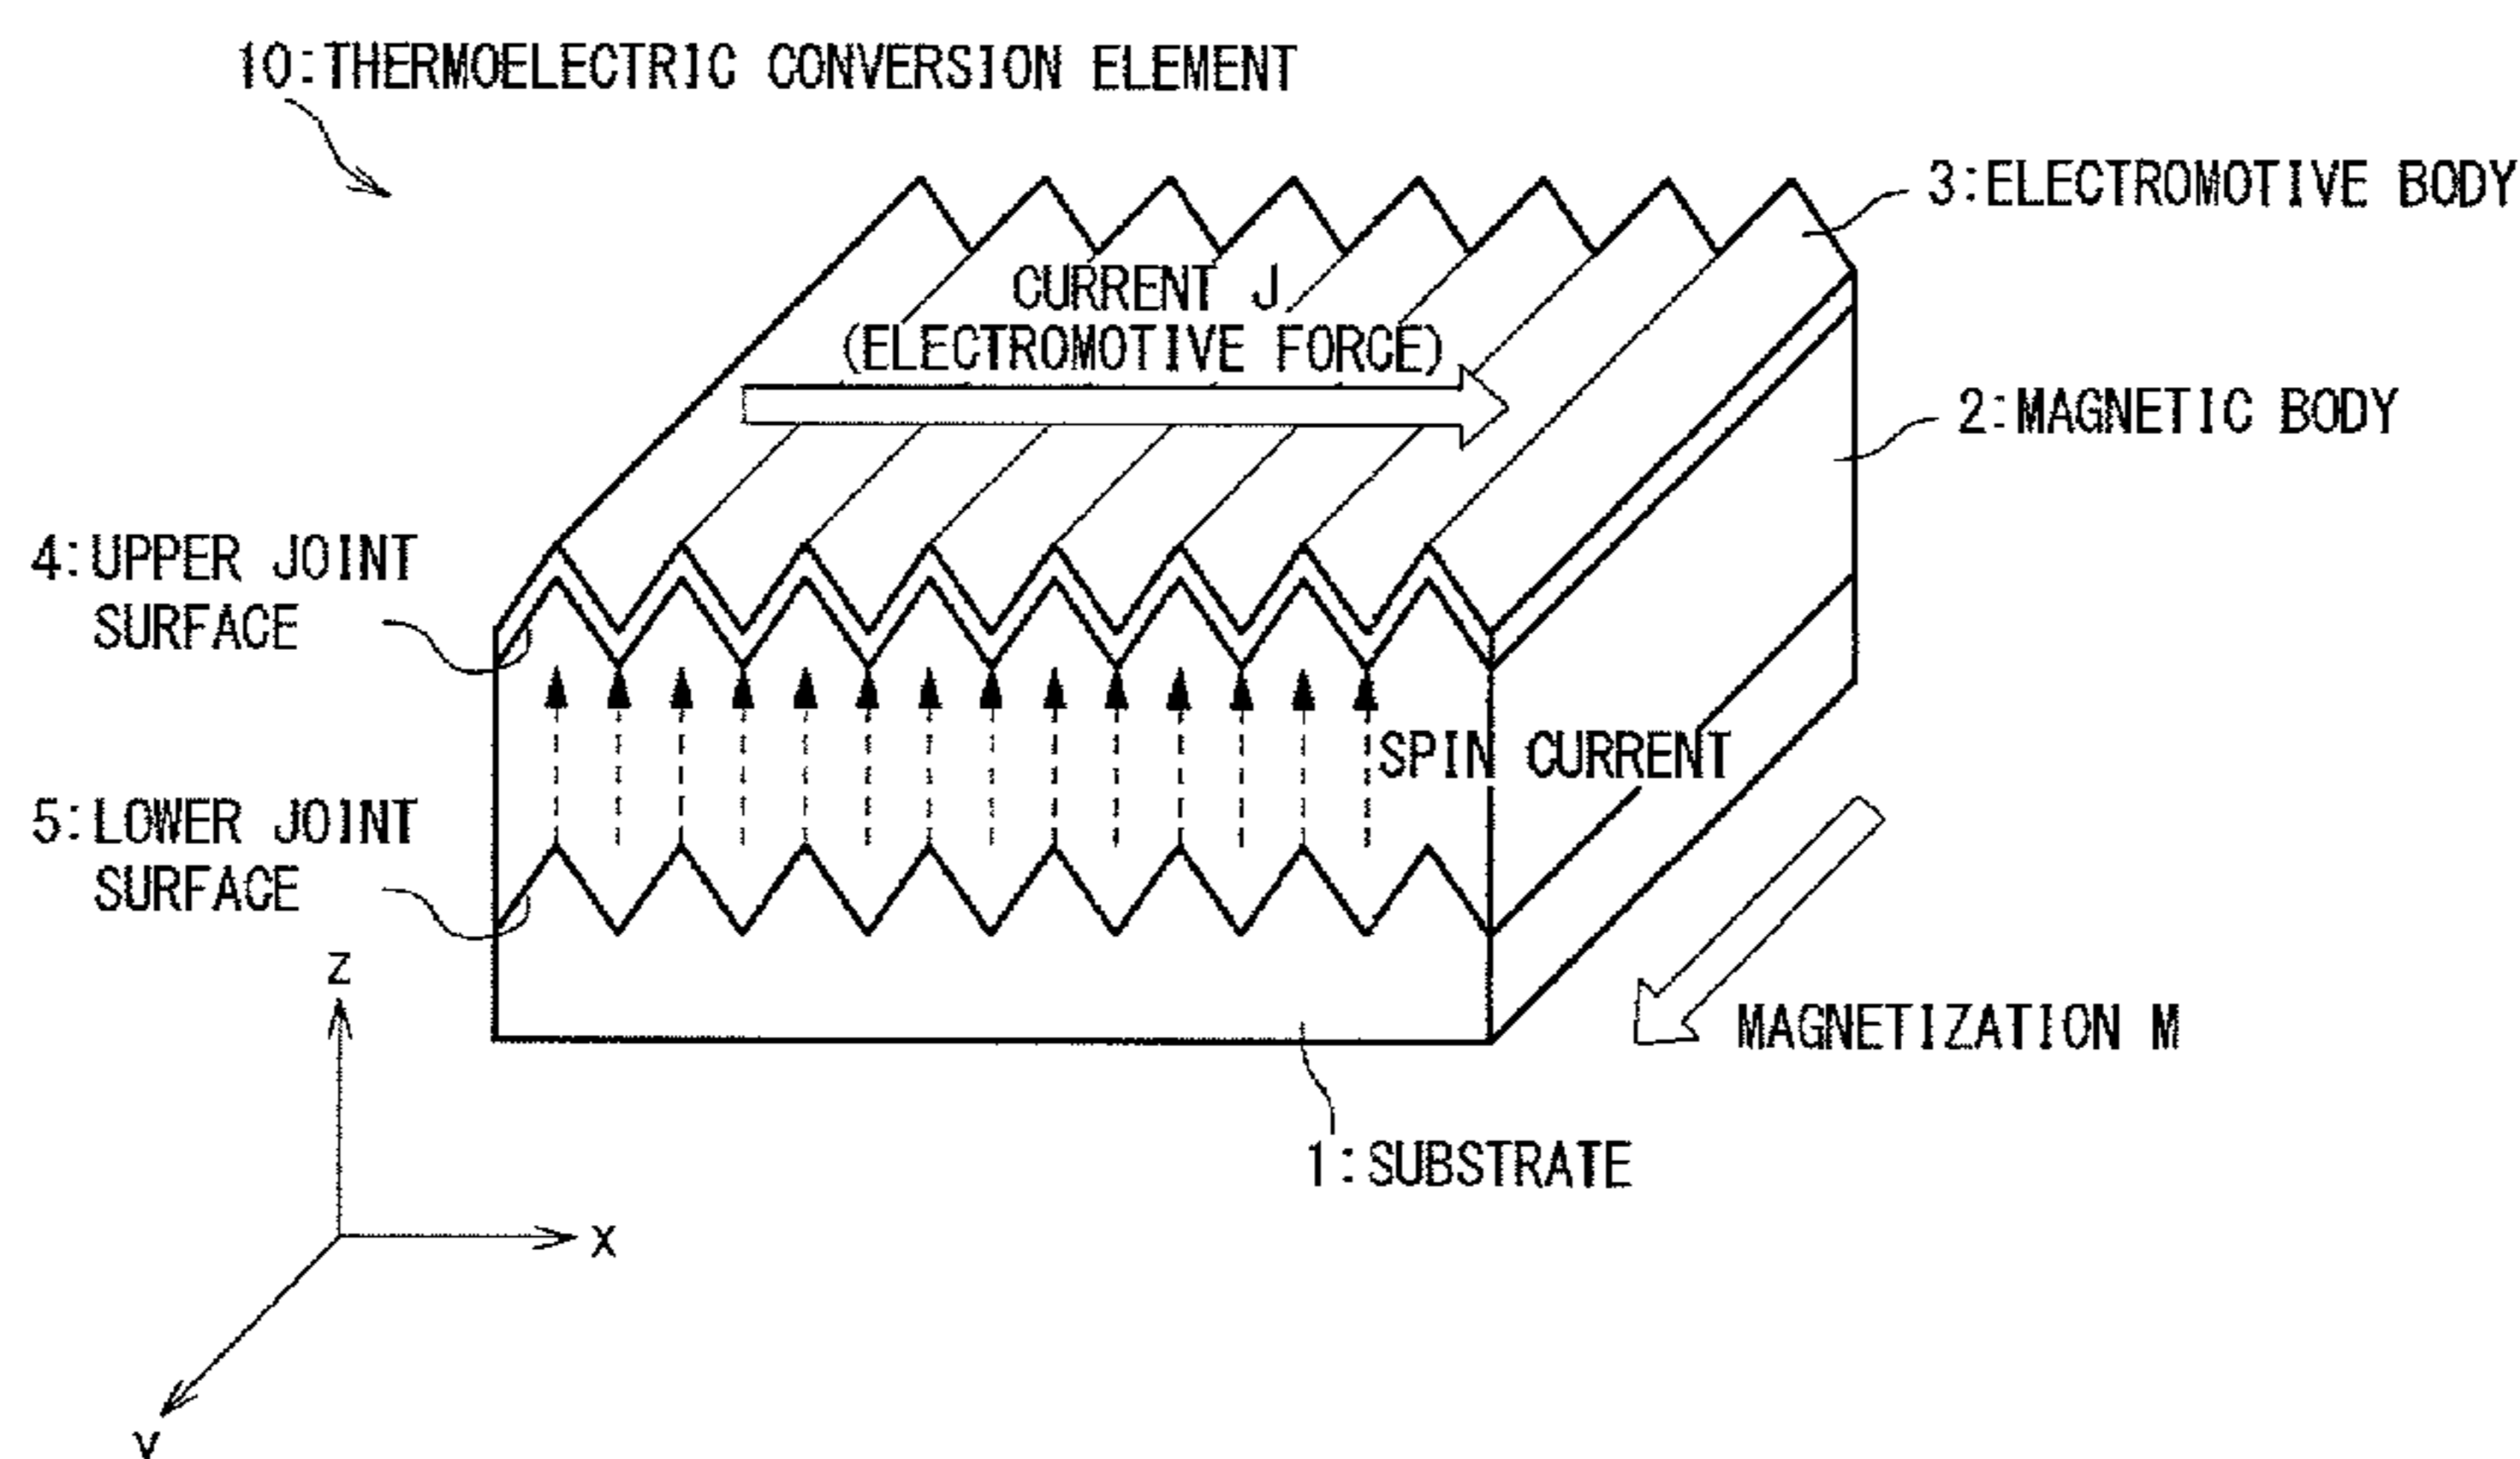 10:THERMOELECTRIC CONVERSION ELEMENT
3:ELECTROMOTIVE BODY
CURRENT J
(ELECTROMOTIVE FORCE)
2:MAGNETIC BODY
4:UPPER JOINT
SURFACE
SPIN CURRENT
5:LOWER JOINT
SURFACE
Z
MAGNETIZATION M
1:SUBSTRATE
X
Y